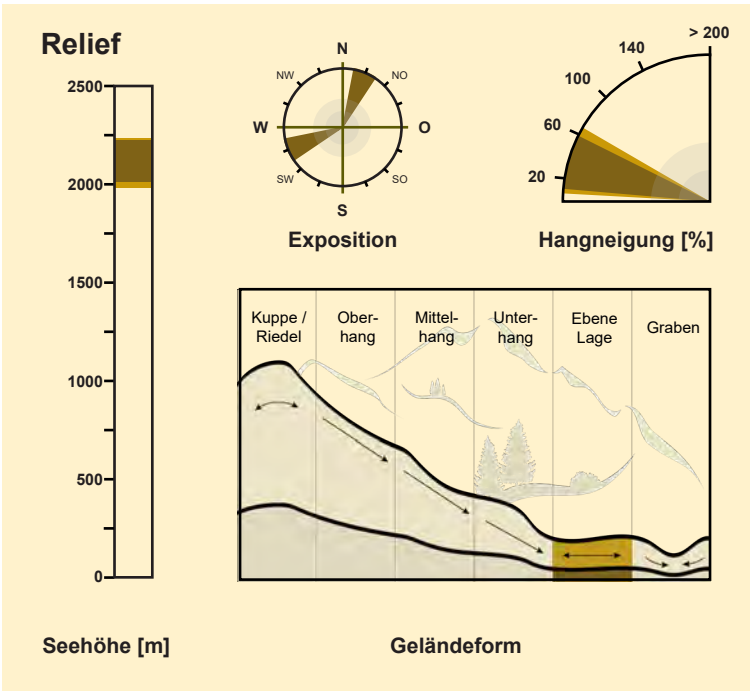 Relief
2500
2000
1500
1000
500
0
Seehöhe [m]
N
NO
O
SO
S
SW
W
NW
Exposition
20
60
100
140
> 200
Hangneigung [%]
Kuppe /
Riedel
Ober-
hang
Mittel-
hang
Unter-
hang
Ebene
Lage
Graben
Geländeform